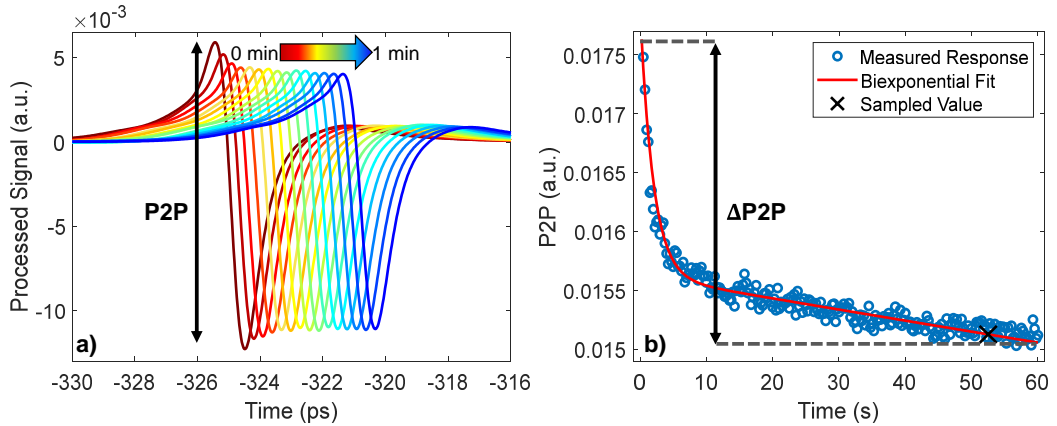 ×10⁻³
5
0
-5
-10
Processed Signal (a.u.)
0 min
1 min
P2P
a)
-330
-328
-326
-324
-322
-320
-318
-316
Time (ps)
0.0175
0.017
0.0165
0.016
0.0155
0.015
P2P (a.u.)
Measured Response
Biexponential Fit
Sampled Value
ΔP2P
b)
0
10
20
30
40
50
60
Time (s)